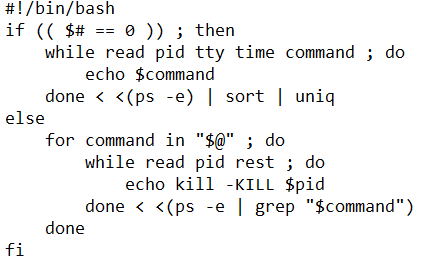 #!/bin/bash
if (( $# == 0 )) ; then
    while read pid tty time command ; do
        echo $command
    done < <(ps -e) | sort | uniq
else
    for command in "$@" ; do
        while read pid rest ; do
            echo kill -KILL $pid
        done < <(ps -e | grep "$command")
    done
fi